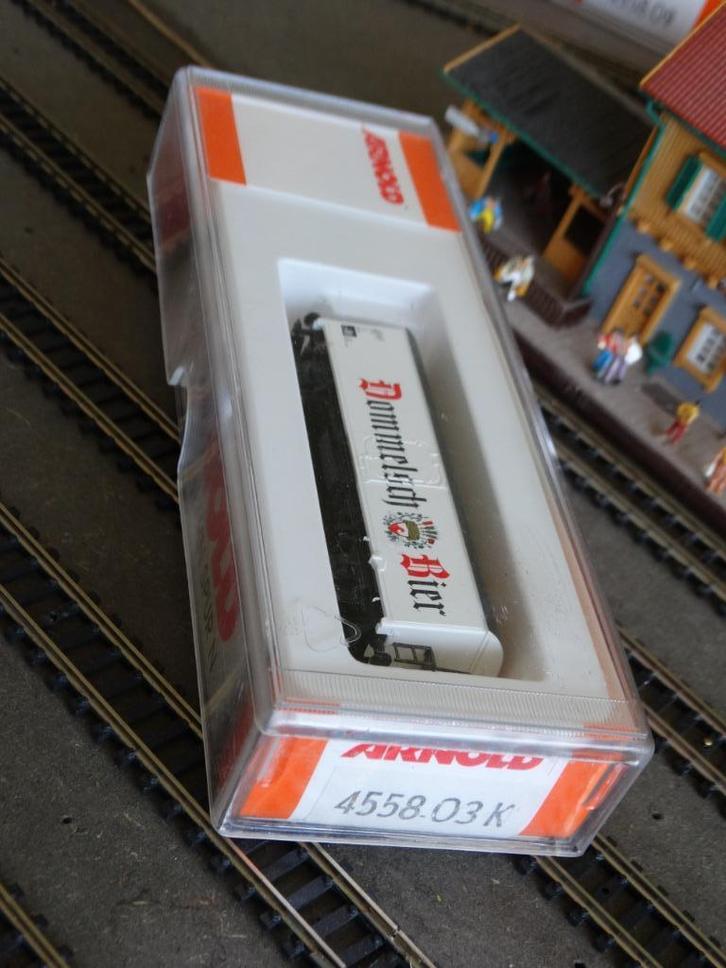 ARNOLD
Dommelsch Bier
ARNOLD
4558.03 K